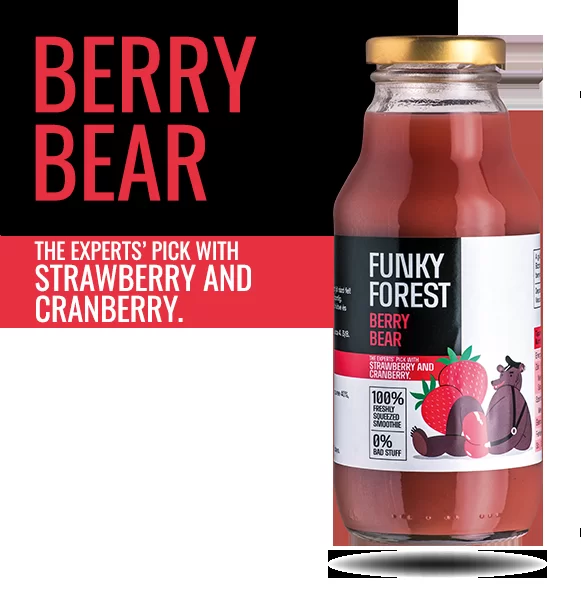 BERRY
BEAR
THE EXPERTS' PICK WITH
STRAWBERRY AND
CRANBERRY.
FUNKY
FOREST
BERRY
BEAR
THE EXPERTS' PICK WITH
STRAWBERRY AND
CRANBERRY.
100%
FRESHLY
SQUEEZED
SMOOTHIE
0%
BAD STUFF